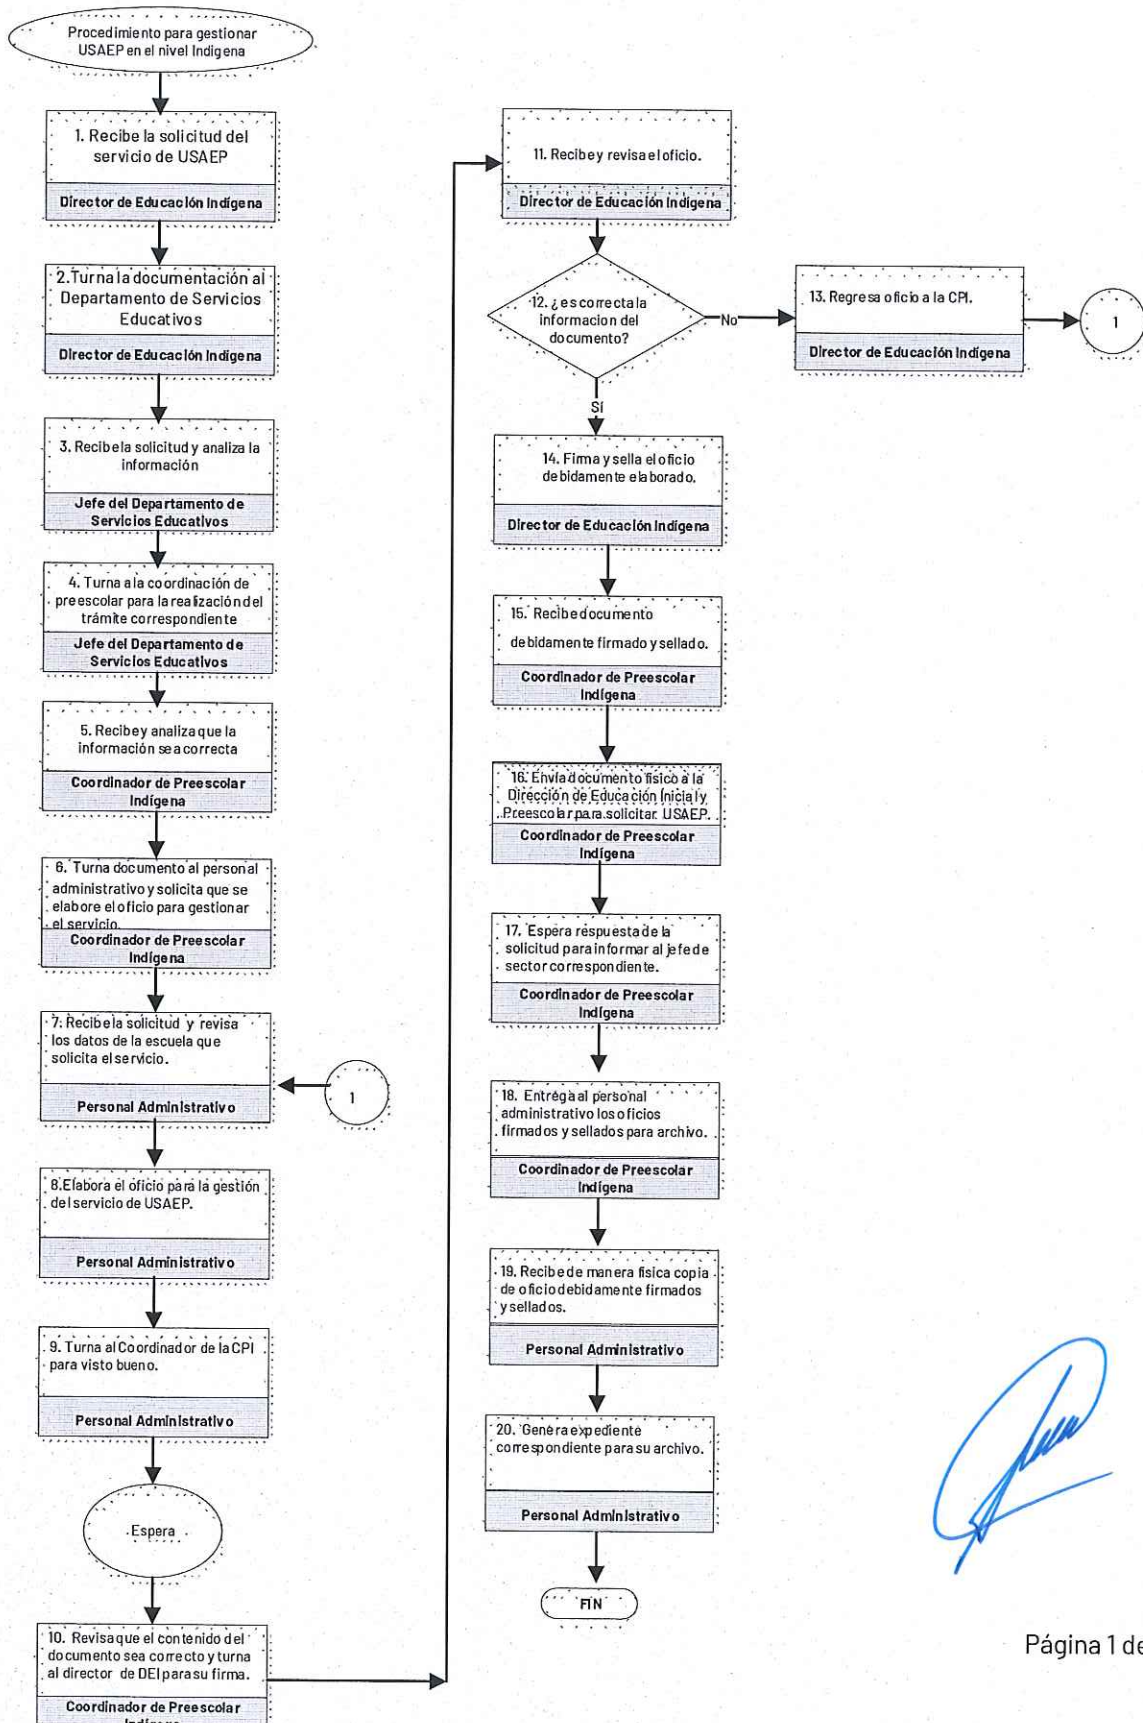 Procedimiento para gestionar
USAEP en el nivel Indigena
1. Recibe la solicitud del
servicio de USAEP
Director de Educación Indígena
2.Turna la documentación al
Departamento de Servicios
Educativos
Director de Educación Indígena
3. Recibe la solicitud y analiza la
información
Jefe del Departamento de
Servicios Educativos
4. Turna a la coordinación de
preescolar para la realización del
trámite correspondiente
Jefe del Departamento de
Servicios Educativos
5. Recibe y analiza que la
información sea correcta
Coordinador de Preescolar
Indígena
6. Turna documento al personal
administrativo y solicita que se
elabore el oficio para gestionar
el servicio.
Coordinador de Preescolar
Indígena
7. Recibe la solicitud y revisa
los datos de la escuela que
solicita el servicio.
Personal Administrativo
1
8.Elabora el oficio para la gestión
del servicio de USAEP.
Personal Administrativo
9. Turna al Coordinador de la CPI
para visto bueno.
Personal Administrativo
Espera
10. Revisa que el contenido del
documento sea correcto y turna
al director de DEI para su firma.
Coordinador de Preescolar
Indígena
11. Recibe y revisa el oficio.
Director de Educación Indígena
12. ¿es correcta la
informacion del
documento?
No
13. Regresa oficio a la CPI.
Director de Educación Indígena
1
Sí
14. Firma y sella el oficio
debidamente elaborado.
Director de Educación Indígena
15. Recibe documento
debidamente firmado y sellado.
Coordinador de Preescolar
Indígena
16. Envía documento físico a la
Dirección de Educación Inicial y
Preescolar para solicitar USAEP.
Coordinador de Preescolar
Indígena
17. Espera respuesta de la
solicitud para informar al jefe de
sector correspondiente.
Coordinador de Preescolar
Indígena
18. Entrega al personal
administrativo los oficios
firmados y sellados para archivo.
Coordinador de Preescolar
Indígena
19. Recibe de manera física copia
de oficio debidamente firmados
y sellados.
Personal Administrativo
20. Genera expediente
correspondiente para su archivo.
Personal Administrativo
FIN
Página 1 de